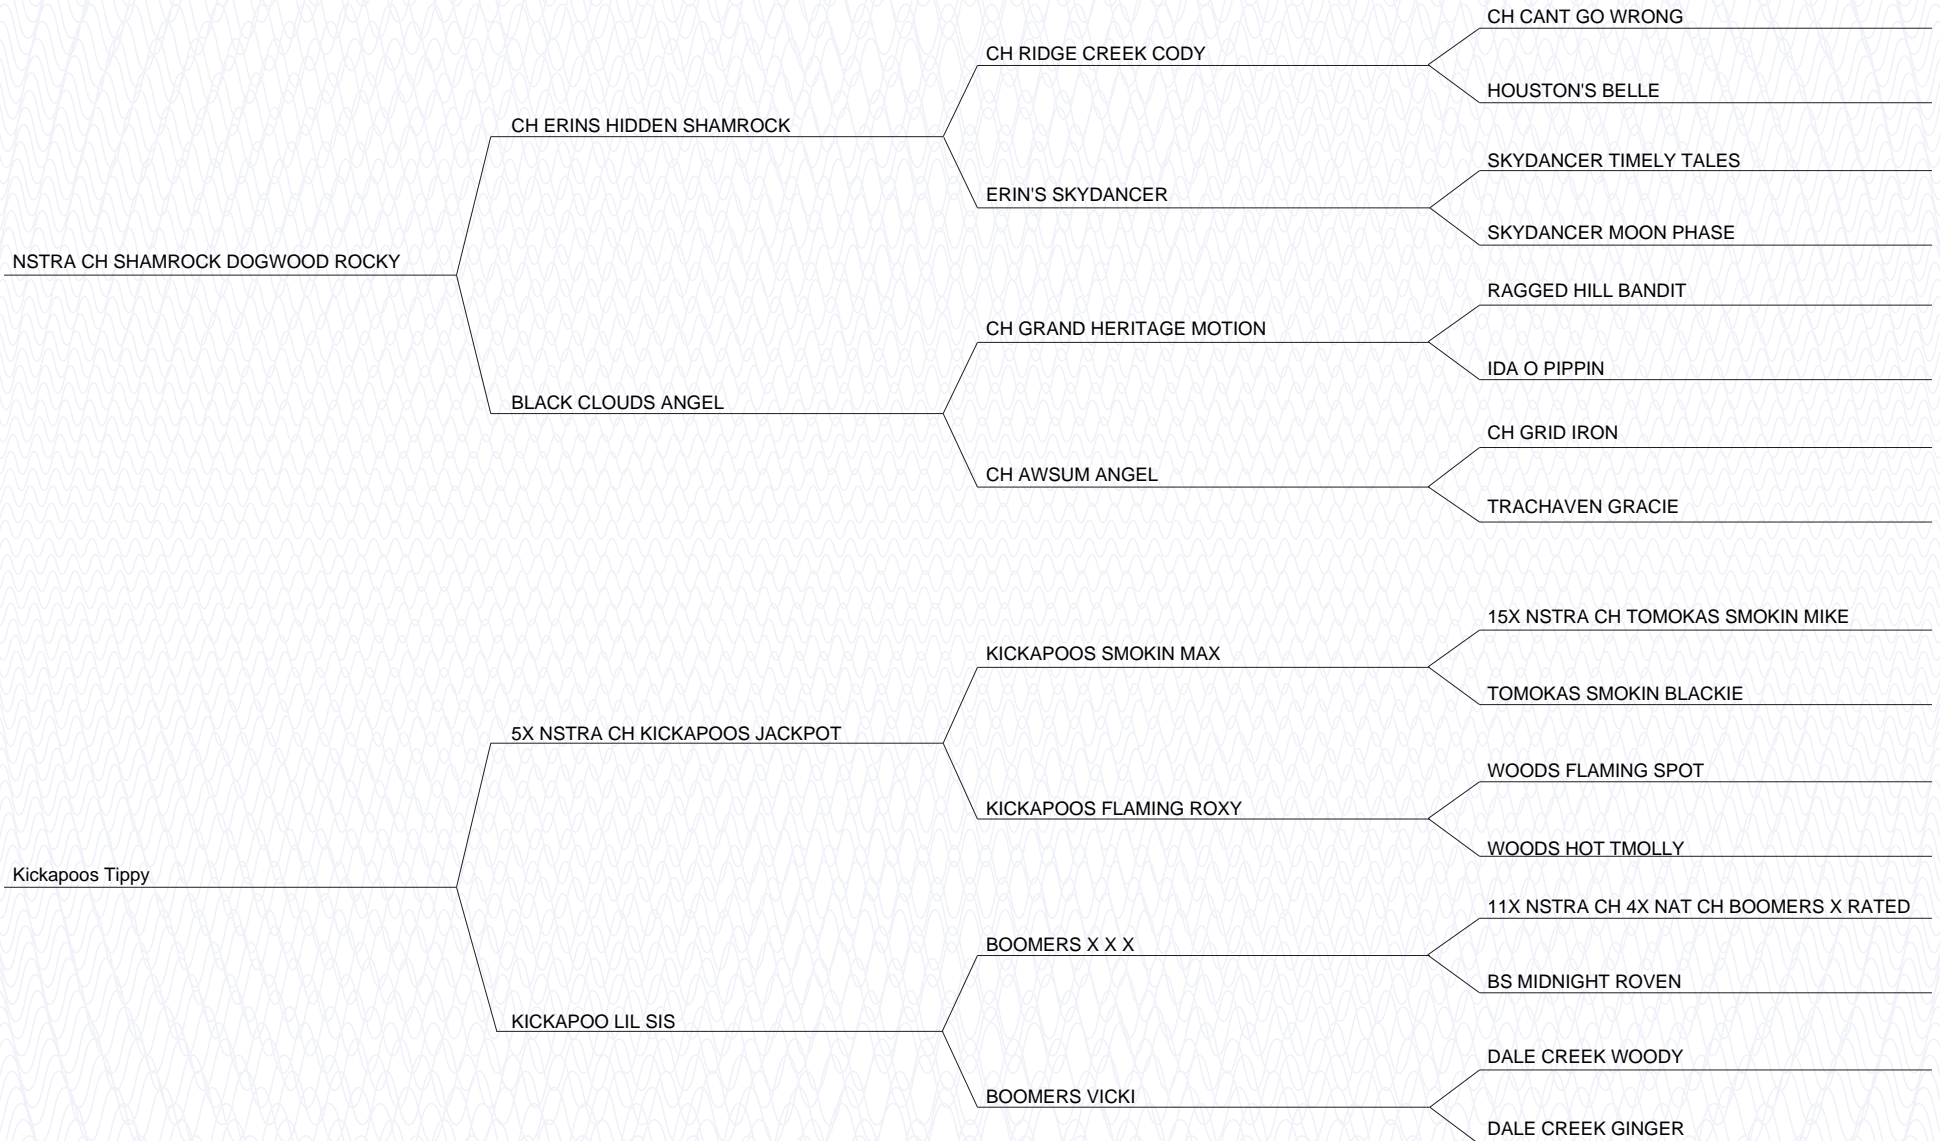 CH CANT GO WRONG
CH RIDGE CREEK CODY
HOUSTON'S BELLE
CH ERINS HIDDEN SHAMROCK
SKYDANCER TIMELY TALES
ERIN'S SKYDANCER
SKYDANCER MOON PHASE
NSTRA CH SHAMROCK DOGWOOD ROCKY
RAGGED HILL BANDIT
CH GRAND HERITAGE MOTION
IDA O PIPPIN
BLACK CLOUDS ANGEL
CH GRID IRON
CH AWSUM ANGEL
TRACHAVEN GRACIE
15X NSTRA CH TOMOKAS SMOKIN MIKE
KICKAPOOS SMOKIN MAX
TOMOKAS SMOKIN BLACKIE
5X NSTRA CH KICKAPOOS JACKPOT
WOODS FLAMING SPOT
KICKAPOOS FLAMING ROXY
WOODS HOT TMOLLY
Kickapoos Tippy
11X NSTRA CH 4X NAT CH BOOMERS X RATED
BOOMERS X X X
BS MIDNIGHT ROVEN
KICKAPOO LIL SIS
DALE CREEK WOODY
BOOMERS VICKI
DALE CREEK GINGER